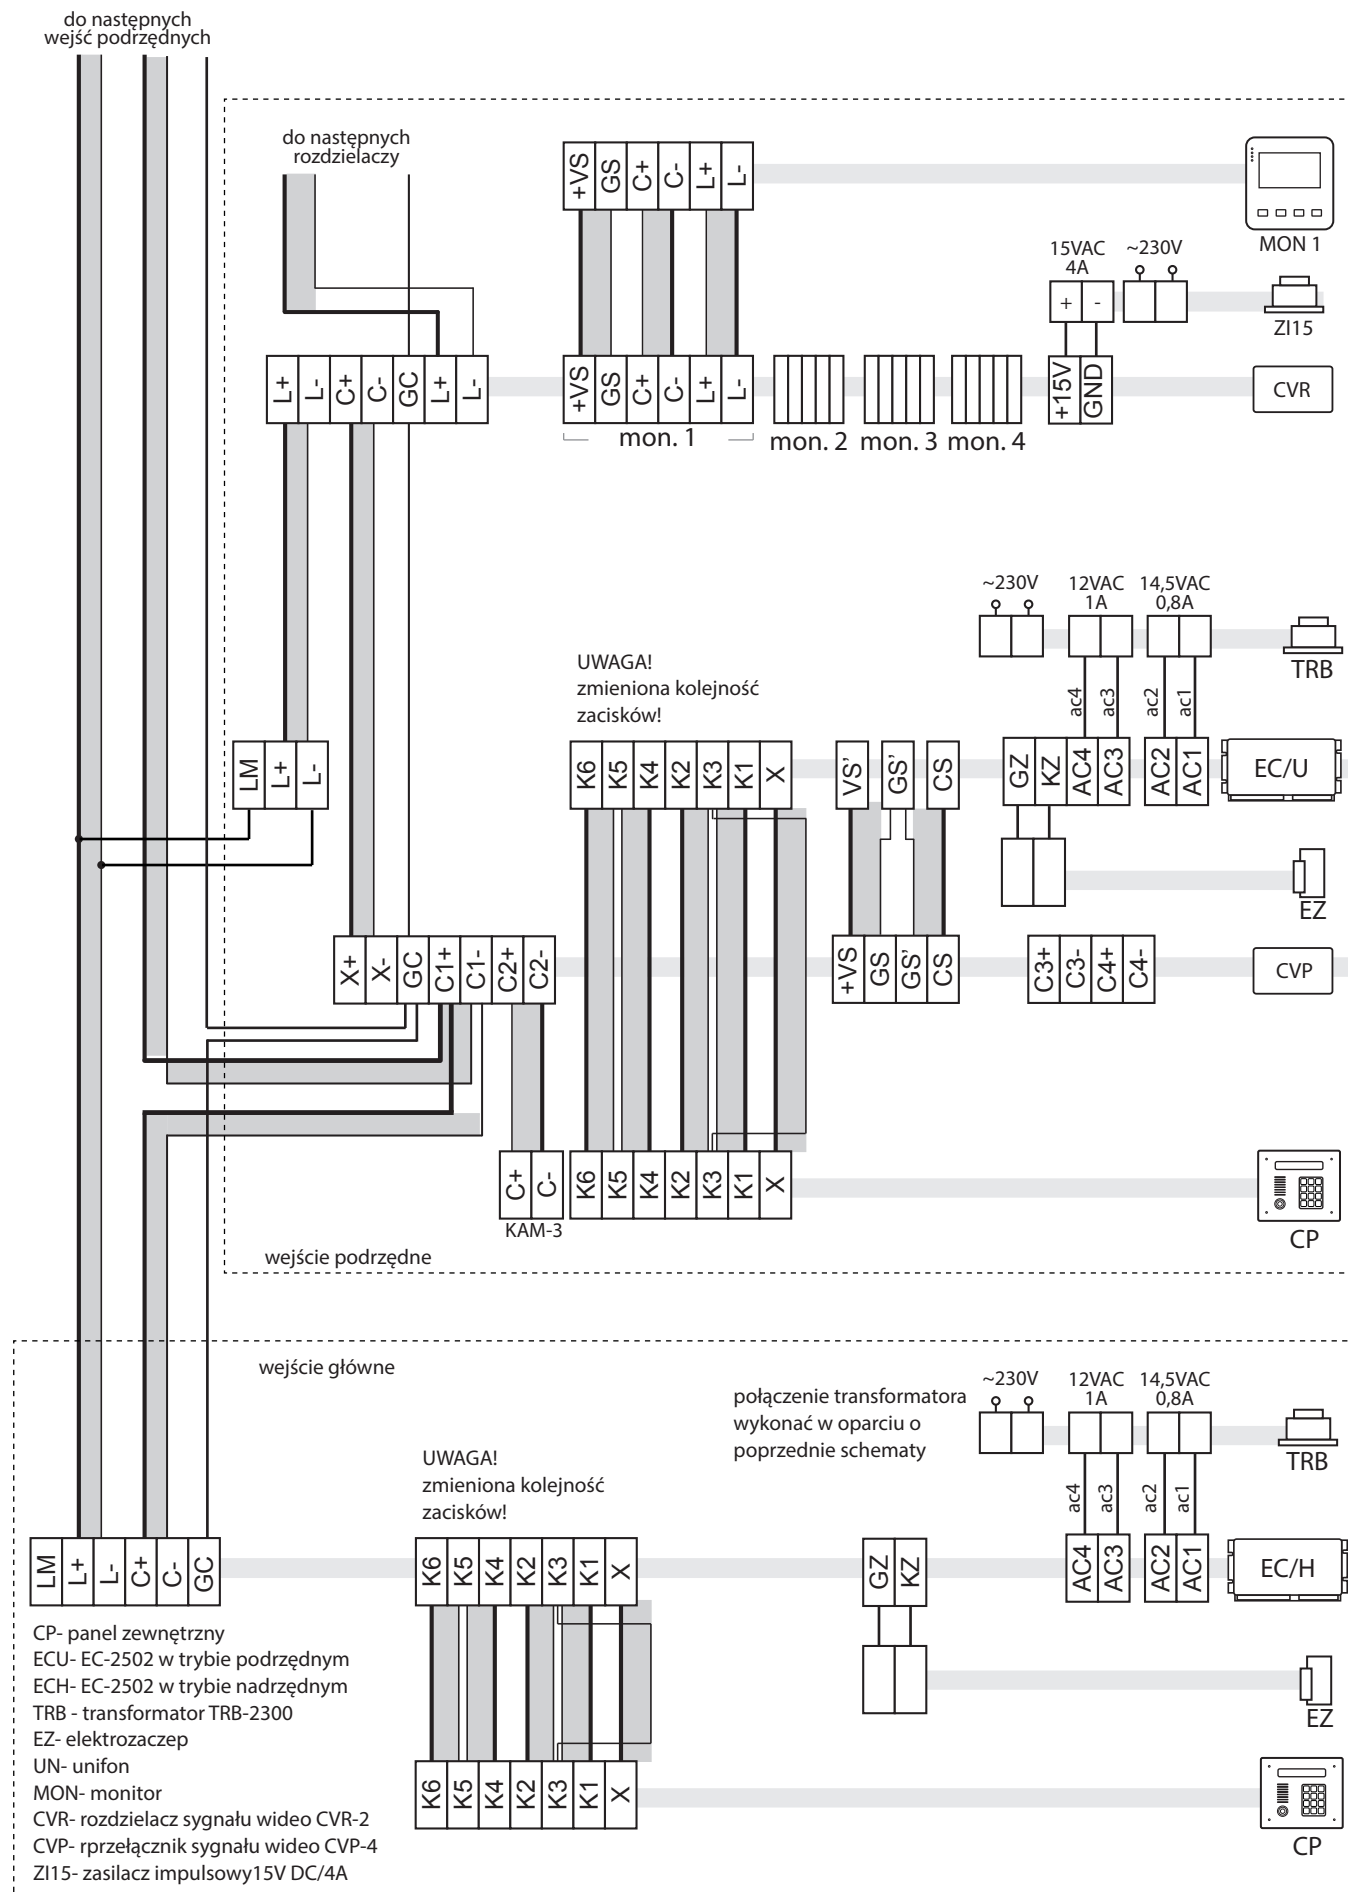 do następnych
wejść podrzędnych
do następnych
rozdzielaczy
+VS GS C+ C- L+ L-
MON 1
15VAC
4A
~230V
+ -
ZI15
L+ L- C+ C- GC L+ L-
+VS GS C+ C- L+ L-
+15V GND
CVR
mon. 1 mon. 2 mon. 3 mon. 4
~230V
12VAC
1A
14,5VAC
0,8A
TRB
UWAGA!
zmieniona kolejność
zacisków!
ac4 ac3 ac2 ac1
LM L+ L-
K6 K5 K4 K2 K3 K1 X
VS' GS' CS
GZ KZ AC4 AC3 AC2 AC1
EC/U
EZ
X+ X- GC C1+ C1- C2+ C2-
+VS GS GS' CS
C3+ C3- C4+ C4-
CVP
C+ C-
KAM-3
K6 K5 K4 K2 K3 K1 X
CP
wejście podrzędne
wejście główne
połączenie transformatora
wykonać w oparciu o
poprzednie schematy
~230V
12VAC
1A
14,5VAC
0,8A
TRB
UWAGA!
zmieniona kolejność
zacisków!
ac4 ac3 ac2 ac1
LM L+ L- C+ C- GC
K6 K5 K4 K2 K3 K1 X
GZ KZ
AC4 AC3 AC2 AC1
EC/H
EZ
K6 K5 K4 K2 K3 K1 X
CP
CP- panel zewnętrzny
ECU- EC-2502 w trybie podrzędnym
ECH- EC-2502 w trybie nadrzędnym
TRB - transformator TRB-2300
EZ- elektrozaczep
UN- unifon
MON- monitor
CVR- rozdzielacz sygnału wideo CVR-2
CVP- rprzełącznik sygnału wideo CVP-4
ZI15- zasilacz impulsowy15V DC/4A